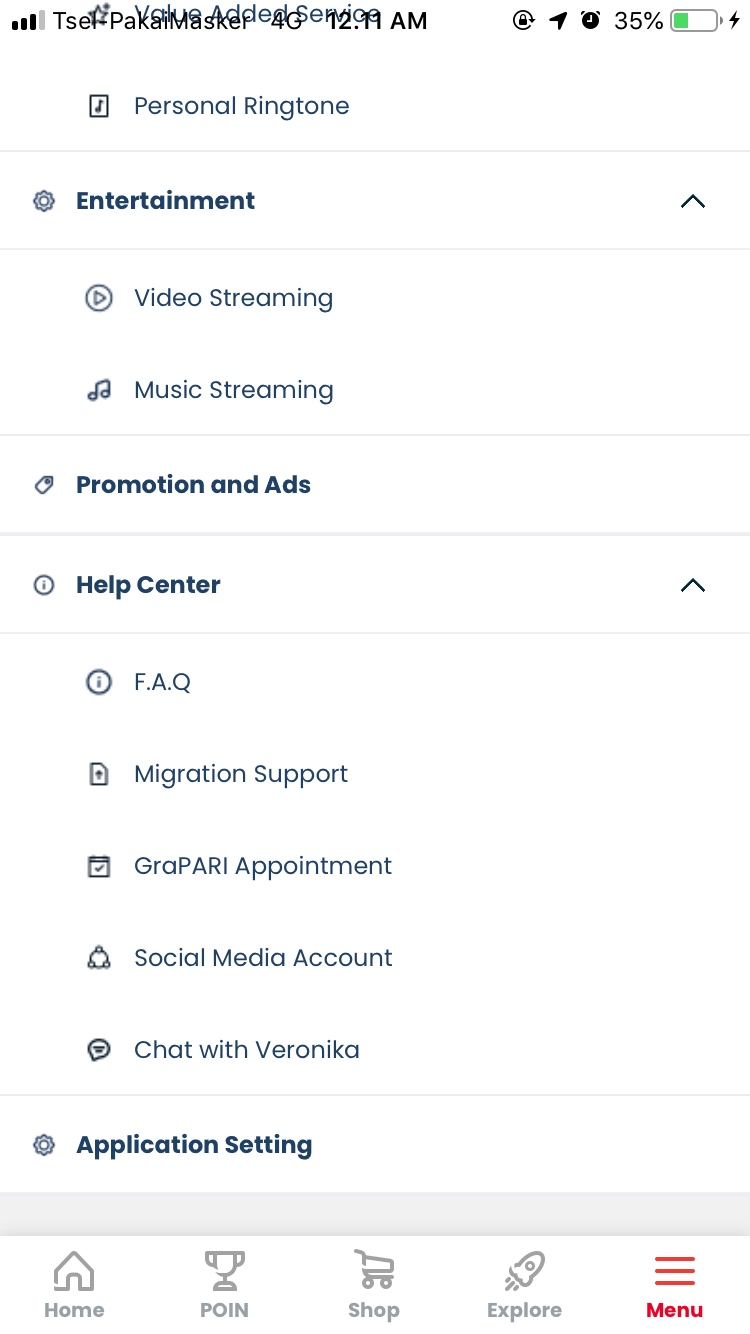 Tsel-PakaiMasker 4G 12:11 AM 35%
Value Added Service
Personal Ringtone
Entertainment
Video Streaming
Music Streaming
Promotion and Ads
Help Center
F.A.Q
Migration Support
GraPARI Appointment
Social Media Account
Chat with Veronika
Application Setting
Home POIN Shop Explore Menu